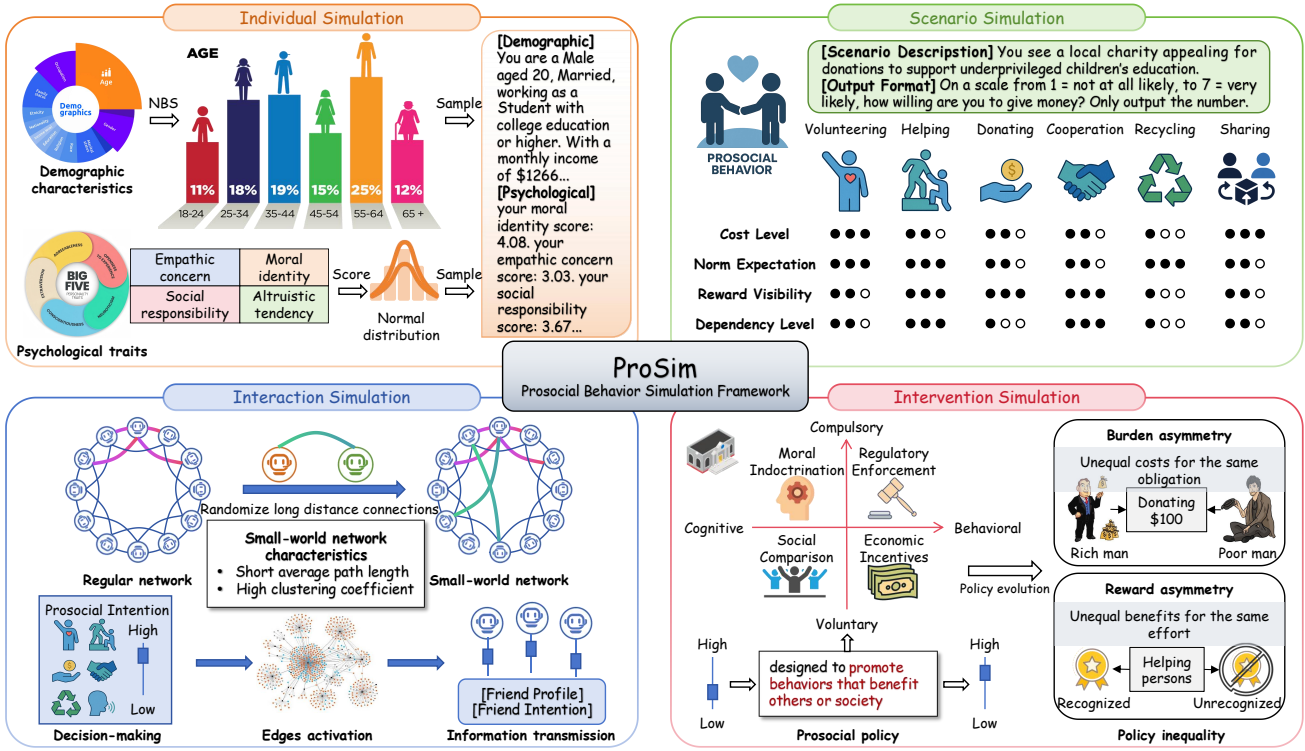 Individual Simulation
Age
Occupation
Gender
Demo
graphics
Demographic
characteristics
NBS
AGE
11%
18%
19%
15%
25%
12%
18-24
25-34
35-44
45-54
55-64
65 +
Sample
[Demographic]
You are a Male
aged 20, Married,
working as a
Student with
college education
or higher. With a
monthly income
of $1266...
[Psychological]
your moral
identity score:
4.08. your
empathic concern
score: 3.03. your
social
responsibility
score: 3.67...
AGREEABLENESS
EXTRAVERSION
CONSCIENTIOUSNESS
BIG
FIVE
PERSONALITY
TRAITS
Psychological traits
Empathic
concern
Moral
identity
Social
responsibility
Altruistic
tendency
Score
Normal
distribution
Sample
Scenario Simulation
PROSOCIAL
BEHAVIOR
[Scenario Descripstion] You see a local charity appealing for
donations to support underprivileged children's education.
[Output Format] On a scale from 1 = not at all likely, to 7 = very
likely, how willing are you to give money? Only output the number.
Volunteering
Helping
Donating
Cooperation
Recycling
Sharing
Cost Level
Norm Expectation
Reward Visibility
Dependency Level
ProSim
Prosocial Behavior Simulation Framework
Interaction Simulation
Randomize long distance connections
Small-world network
characteristics
• Short average path length
• High clustering coefficient
Regular network
Small-world network
Prosocial Intention
High
Low
Decision-making
Edges activation
[Friend Profile]
[Friend Intention]
Information transmission
Intervention Simulation
Compulsory
Moral
Indoctrination
Regulatory
Enforcement
Cognitive
Behavioral
Social
Comparison
Economic
Incentives
Voluntary
High
Low
designed to promote
behaviors that benefit
others or society
High
Low
Prosocial policy
Policy evolution
Burden asymmetry
Unequal costs for the same
obligation
Donating
$100
Rich man
Poor man
Reward asymmetry
Unequal benefits for the same
effort
Helping
persons
Recognized
Unrecognized
Policy inequality